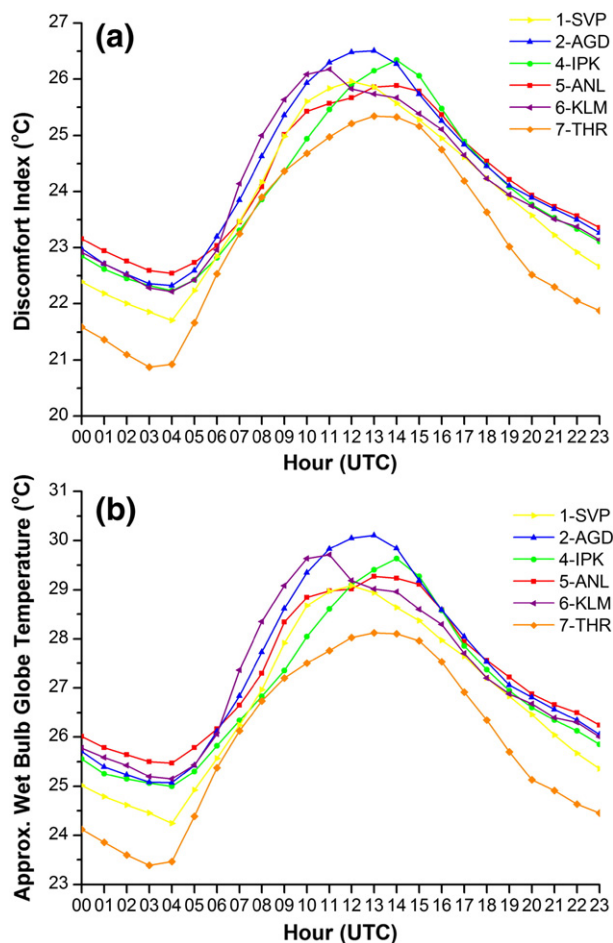 (a)
1-SVP
2-AGD
4-IPK
5-ANL
6-KLM
7-THR
Discomfort Index (°C)
27
26
25
24
23
22
21
20
00 01 02 03 04 05 06 07 08 09 10 11 12 13 14 15 16 17 18 19 20 21 22 23
Hour (UTC)
(b)
1-SVP
2-AGD
4-IPK
5-ANL
6-KLM
7-THR
Approx. Wet Bulb Globe Temperature (°C)
31
30
29
28
27
26
25
24
23
00 01 02 03 04 05 06 07 08 09 10 11 12 13 14 15 16 17 18 19 20 21 22 23
Hour (UTC)